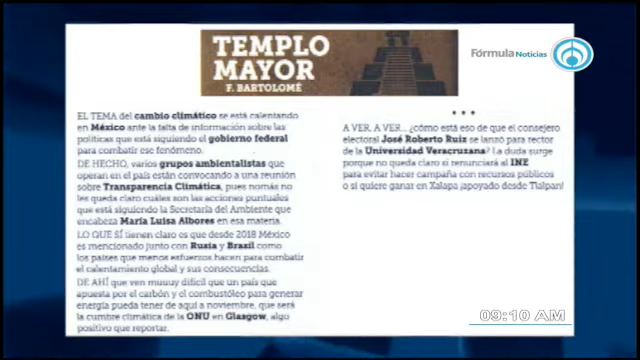 TEMPLO
MAYOR
F. BARTOLOMÉ
Fórmula Noticias
EL TEMA del cambio climático se está calentando
en México ante la falta de información sobre las
políticas que está siguiendo el gobierno federal
para combatir ese fenómeno.
DE HECHO, varios grupos ambientalistas que
operan en el país están convocando a una reunión
sobre Transparencia Climática, pues nomás no
les queda claro cuáles son las acciones puntuales
que está siguiendo la Secretaría del Ambiente que
encabeza María Luisa Albores en esa materia.
LO QUE SÍ tienen claro es que desde 2018 México
es mencionado junto con Rusia y Brasil como
los países que menos esfuerzos hacen para combatir
el calentamiento global y sus consecuencias.
DE AHÍ que ven muuuy difícil que un país que
apuesta por el carbón y el combustóleo para generar
energía pueda tener de aquí a noviembre, que será
la cumbre climática de la ONU en Glasgow, algo
positivo que reportar.
•••
A VER, A VER... ¿cómo está eso de que el consejero
electoral José Roberto Ruiz se lanzó para rector
de la Universidad Veracruzana? La duda surge
porque no queda claro si renunciará al INE
para evitar hacer campaña con recursos públicos
o si quiere ganar en Xalapa ¡apoyado desde Tlalpan!
09:10 AM